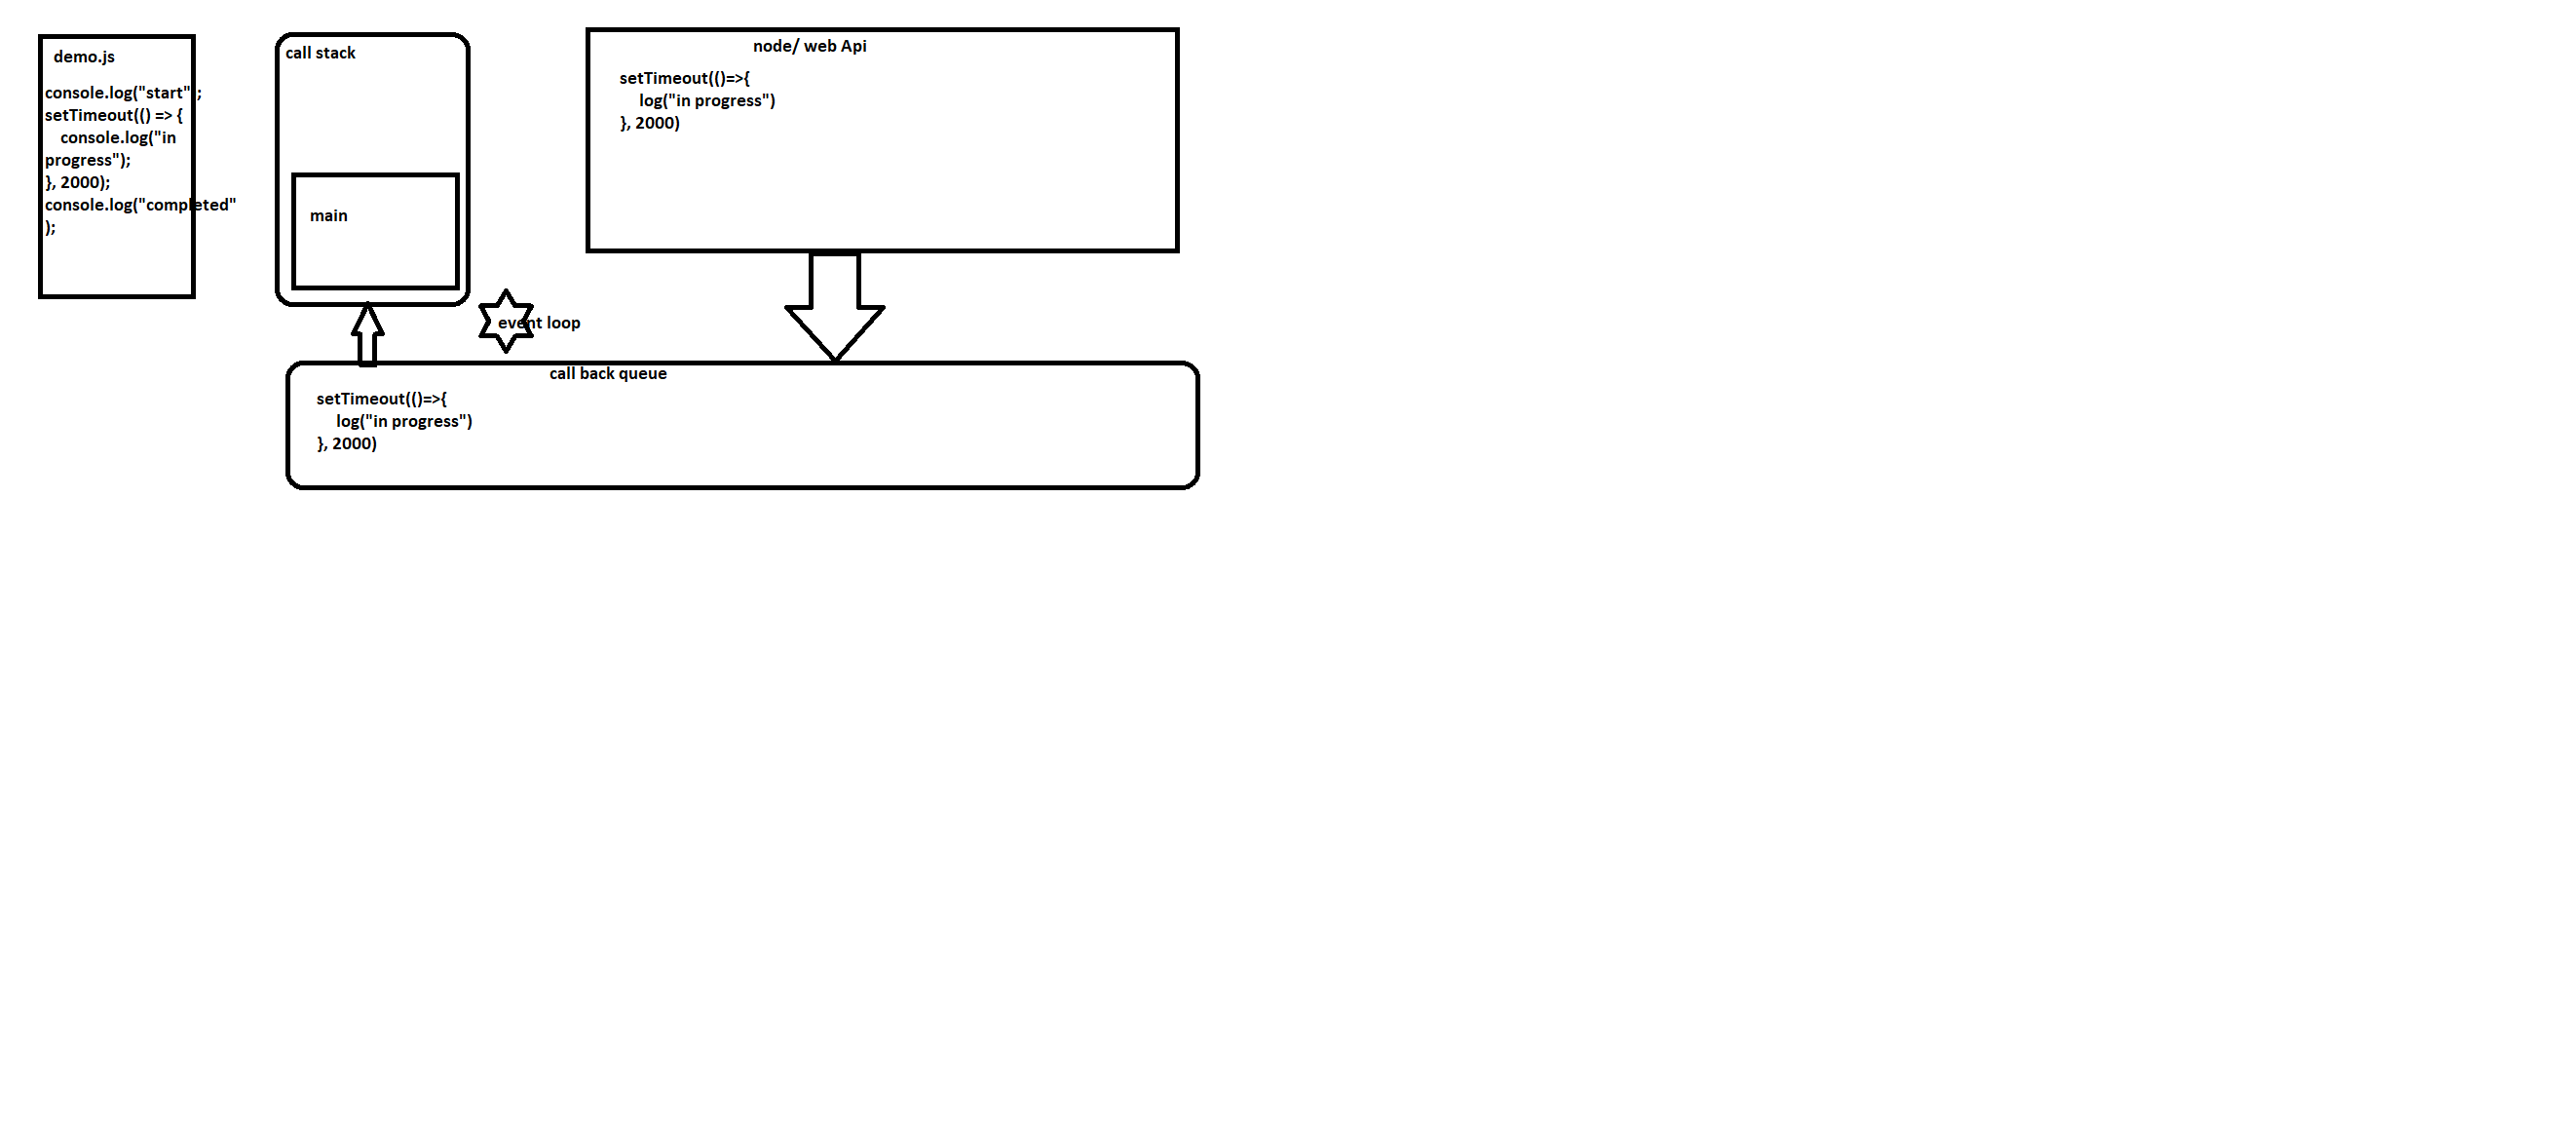 demo.js
console.log("start";
setTimeout(() => {
console.log("in
progress");
}, 2000);
console.log("completed"
);
call stack
main
node/ web Api
setTimeout(()=>{
log("in progress")
}, 2000)
event loop
call back queue
setTimeout(()=>{
log("in progress")
}, 2000)